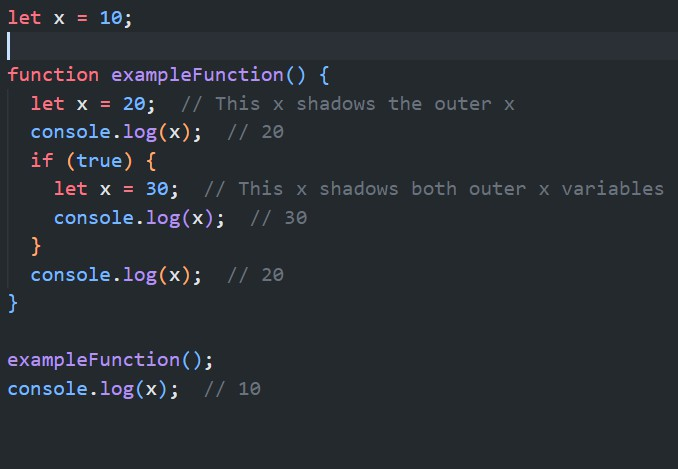 let x = 10;
function exampleFunction() {
let x = 20;  // This x shadows the outer x
console.log(x);  // 20
if (true) {
let x = 30;  // This x shadows both outer x variables
console.log(x);  // 30
}
console.log(x);  // 20
}
exampleFunction();
console.log(x);  // 10